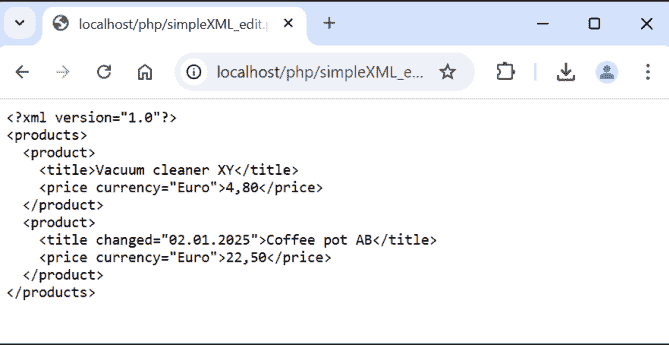 localhost/php/simpleXML_edit.p
localhost/php/simpleXML_e...
<?xml version="1.0"?>
<products>
  <product>
    <title>Vacuum cleaner XY</title>
    <price currency="Euro">4,80</price>
  </product>
  <product>
    <title changed="02.01.2025">Coffee pot AB</title>
    <price currency="Euro">22,50</price>
  </product>
</products>